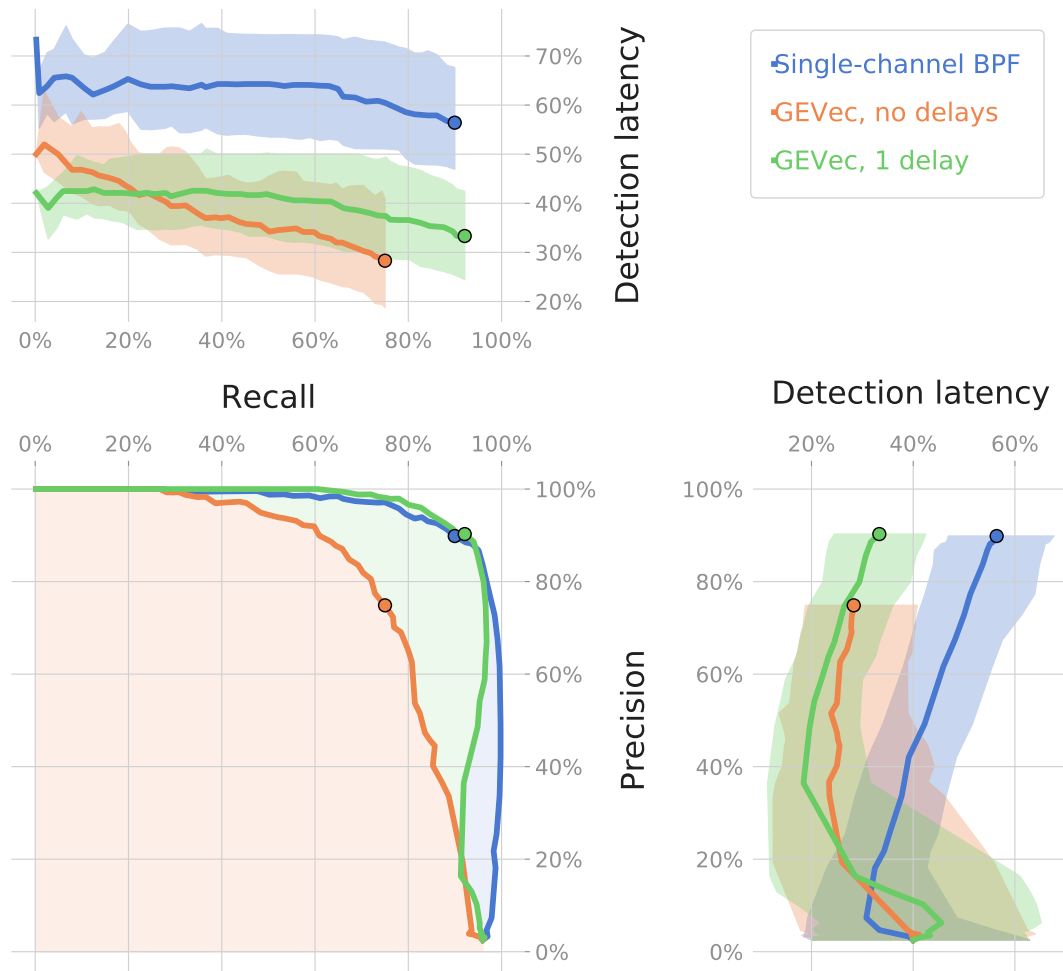 70%
60%
50%
40%
30%
20%
Detection latency
0% 20% 40% 60% 80% 100%
Recall
Single-channel BPF
GEVec, no delays
GEVec, 1 delay
0% 20% 40% 60% 80% 100%
100%
80%
60%
40%
20%
0%
Precision
Detection latency
20% 40% 60%
100%
80%
60%
40%
20%
0%